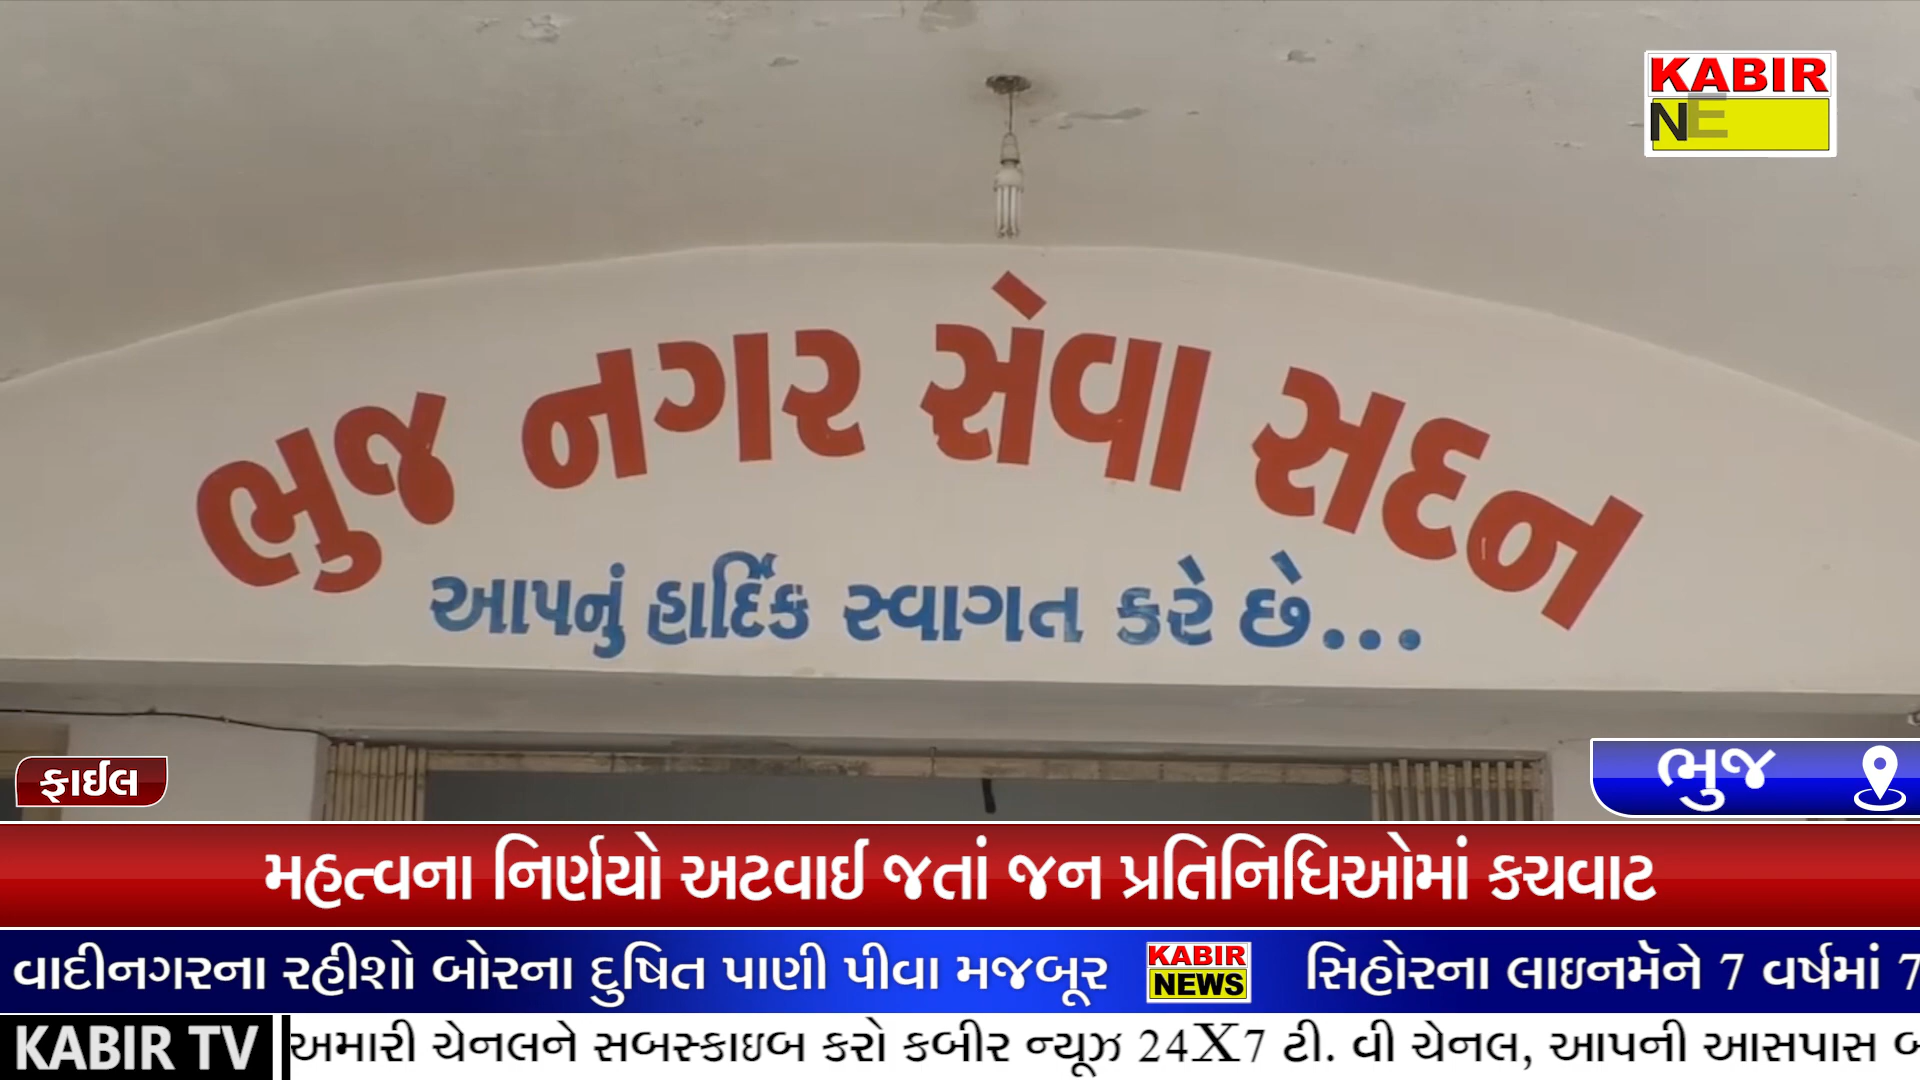 KABIR
NE
ભુજ નગર સેવા સદન
આપનું હાર્દિક સ્વાગત કરે છે...
ફાઈલ
ભુજ
મહત્વના નિર્ણયો અટવાઈ જતાં જન પ્રતિનિધિઓમાં કચવાટ
વાદીનગરના રહીશો બોરના દુષિત પાણી પીવા મજબૂર KABIR NEWS સિહોરના લાઇનમૅને 7 વર્ષમાં 7
KABIR TV અમારી ચેનલને સબસ્ક્રાઇબ કરો કબીર ન્યૂઝ 24X7 ટી. વી ચેનલ, આપની આસપાસ